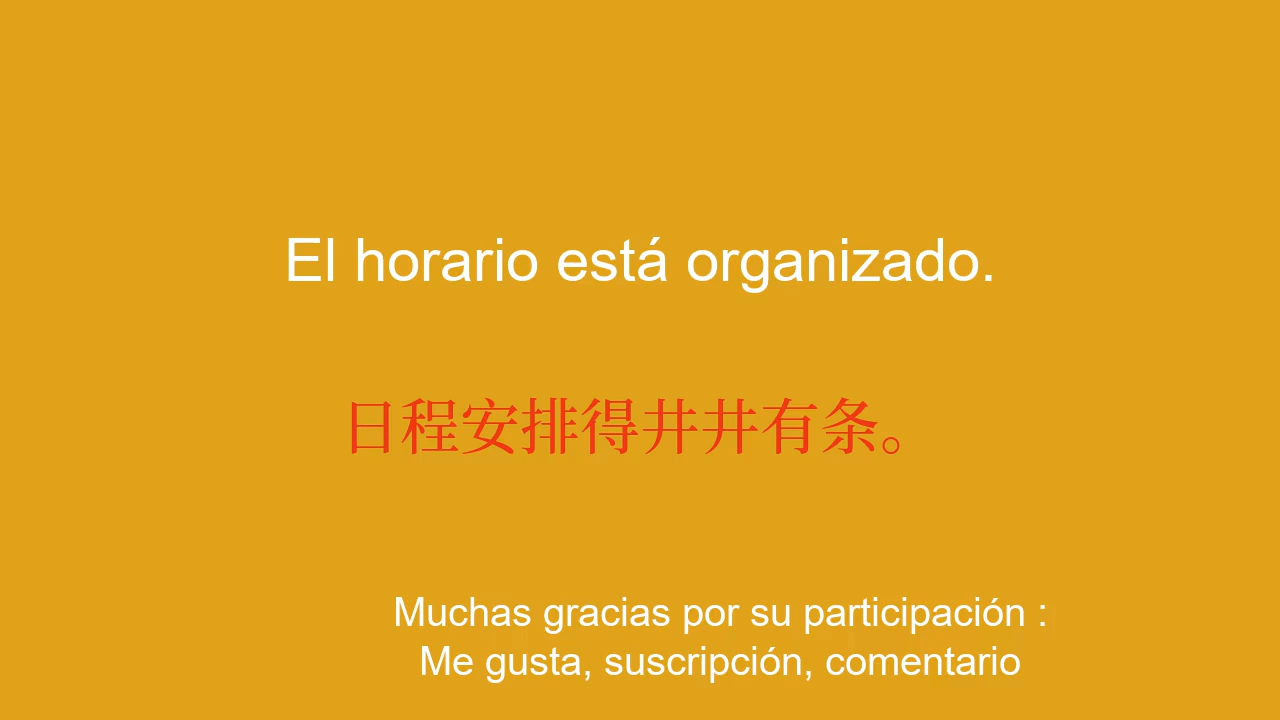 El horario está organizado.
日程安排得井井有条。
Muchas gracias por su participación :
Me gusta, suscripción, comentario